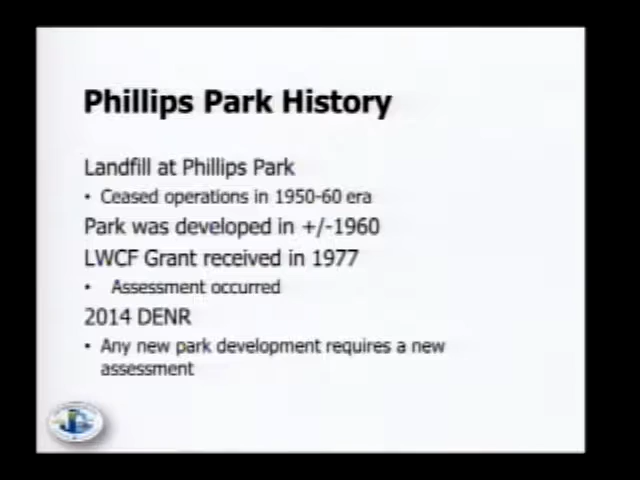 Phillips Park History
Landfill at Phillips Park
• Ceased operations in 1950-60 era
Park was developed in +/-1960
LWCF Grant received in 1977
• Assessment occurred
2014 DENR
• Any new park development requires a new
assessment